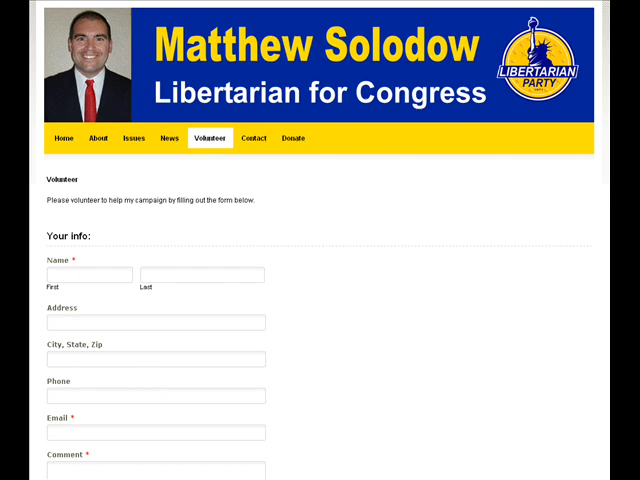 Matthew Solodow
Libertarian for Congress
LIBERTARIAN
PARTY
Home About Issues News Volunteer Contact Donate
Volunteer
Please volunteer to help my campaign by filling out the form below.
Your info:
Name *
First Last
Address
City, State, Zip
Phone
Email *
Comment *